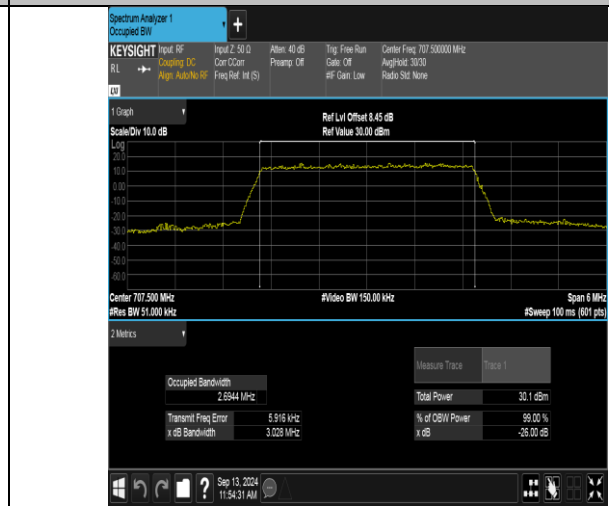 Spectrum Analyzer 1
Occupied BW
KEYSIGHT Input: RF Input Z: 50 Ω Atten: 40 dB Trig: Free Run Center Freq: 707.500000 MHz
RL Coupling: DC Corr CCorr Preamp: Off Gate: Off Avg|Hold: 30/30
Align: Auto/No RF Freq Ref: Int (S) #IF Gain: Low Radio Std: None
LXI
1 Graph
Ref Lvl Offset 8.45 dB
Scale/Div 10.0 dB Ref Value 30.00 dBm
Log
20.0
10.0
0.00
-10.0
-20.0
-30.0
-40.0
-50.0
-60.0
Center 707.500 MHz #Video BW 150.00 kHz Span 6 MHz
#Res BW 51.000 kHz #Sweep 100 ms (601 pts)
2 Metrics
Measure Trace Trace 1
Occupied Bandwidth
2.6944 MHz Total Power 30.1 dBm
Transmit Freq Error 5.916 kHz % of OBW Power 99.00 %
x dB Bandwidth 3.028 MHz x dB -26.00 dB
Sep 13, 2024
11:54:31 AM